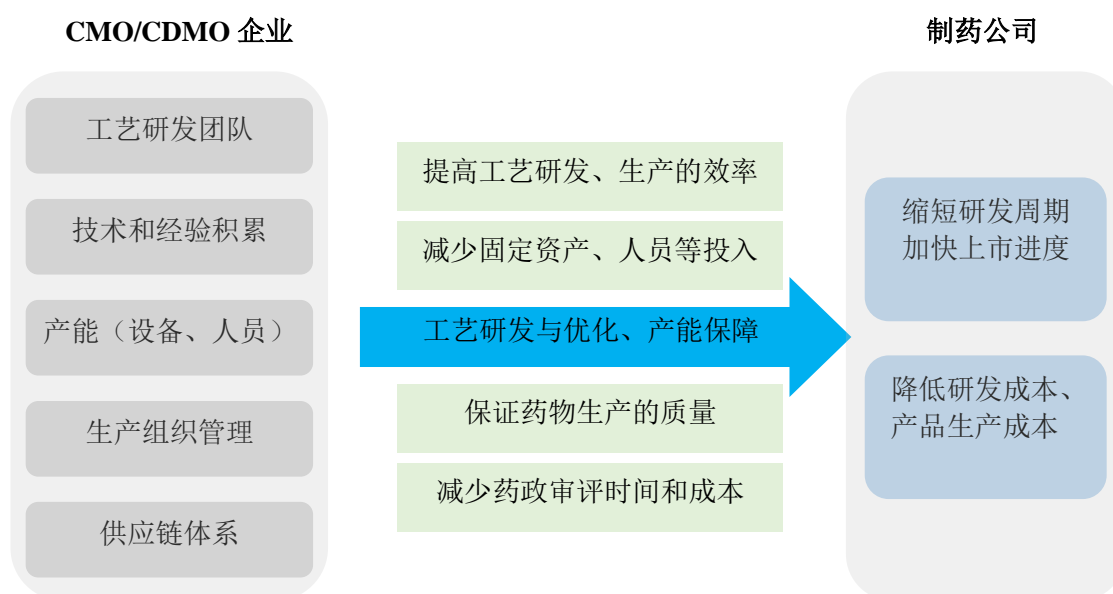 CMO/CDMO 企业
制药公司
工艺研发团队
技术和经验积累
产能（设备、人员）
生产组织管理
供应链体系
提高工艺研发、生产的效率
减少固定资产、人员等投入
工艺研发与优化、产能保障
保证药物生产的质量
减少药政审评时间和成本
缩短研发周期
加快上市进度
降低研发成本、
产品生产成本